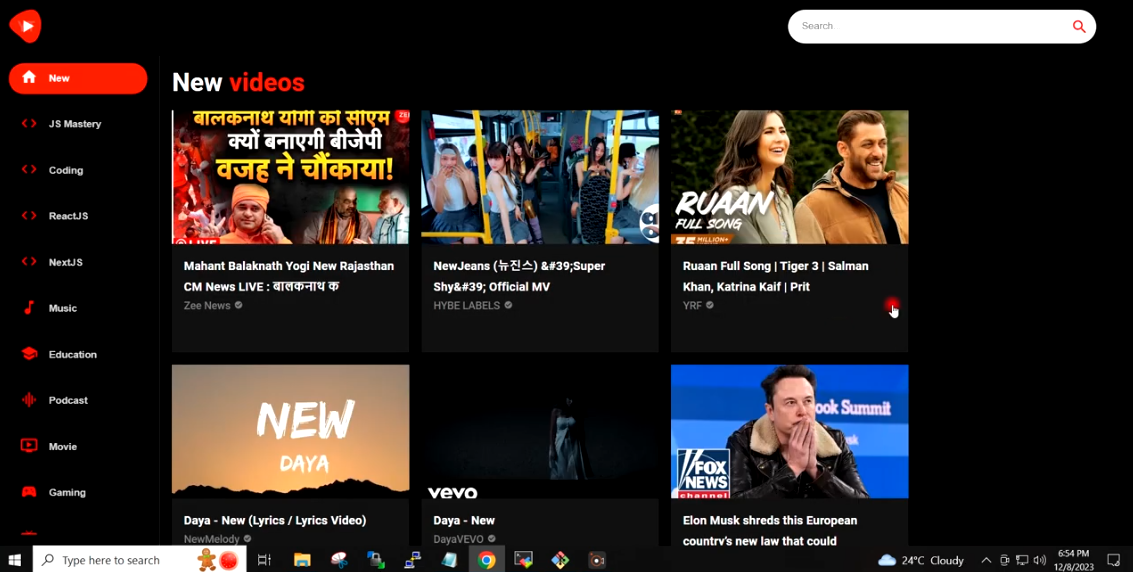 Search
New
New videos
JS Mastery
Coding
ReactJS
NextJS
Music
Education
Podcast
Movie
Gaming
बालकनाथ योगी को सीएम
क्यों बनाएगी बीजेपी
वजह ने चौंकाया!
LIVE
Mahant Balaknath Yogi New Rajasthan
CM News LIVE : बालकनाथ क
Zee News
NewJeans (뉴진스) &#39;Super
Shy&#39; Official MV
HYBE LABELS
RUAAN
FULL SONG
75 MILLION+
Ruaan Full Song | Tiger 3 | Salman
Khan, Katrina Kaif | Prit
YRF
NEW
DAYA
Daya - New (Lyrics / Lyrics Video)
NewMelody
vevo
Daya - New
DayaVEVO
ook Summit
FOX
NEWS
channel
Elon Musk shreds this European
country's new law that could
Type here to search
24°C Cloudy
6:54 PM
12/8/2023